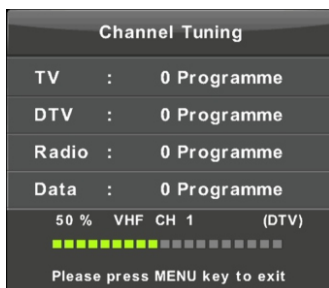 Channel Tuning
TV : 0 Programme
DTV : 0 Programme
Radio : 0 Programme
Data : 0 Programme
50 % VHF CH 1 (DTV)
Please press MENU key to exit